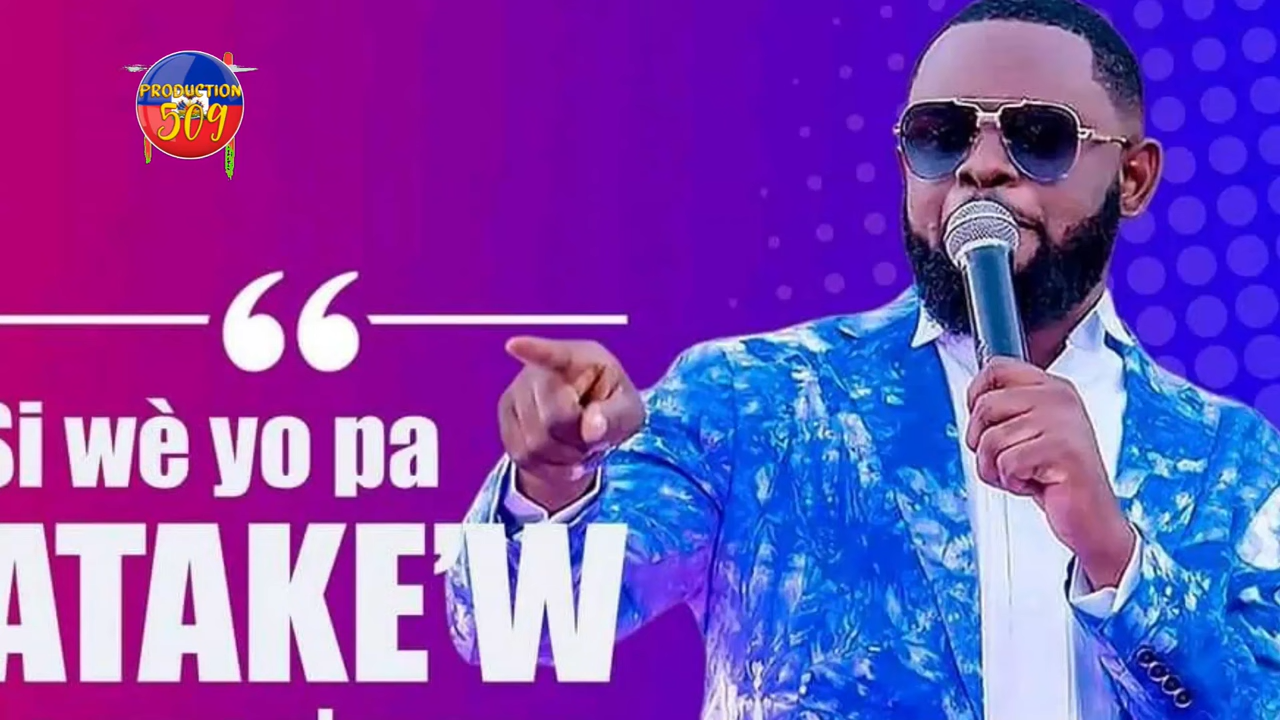 PRODUCTION
509
“
Si wè yo pa
ATAKE’W